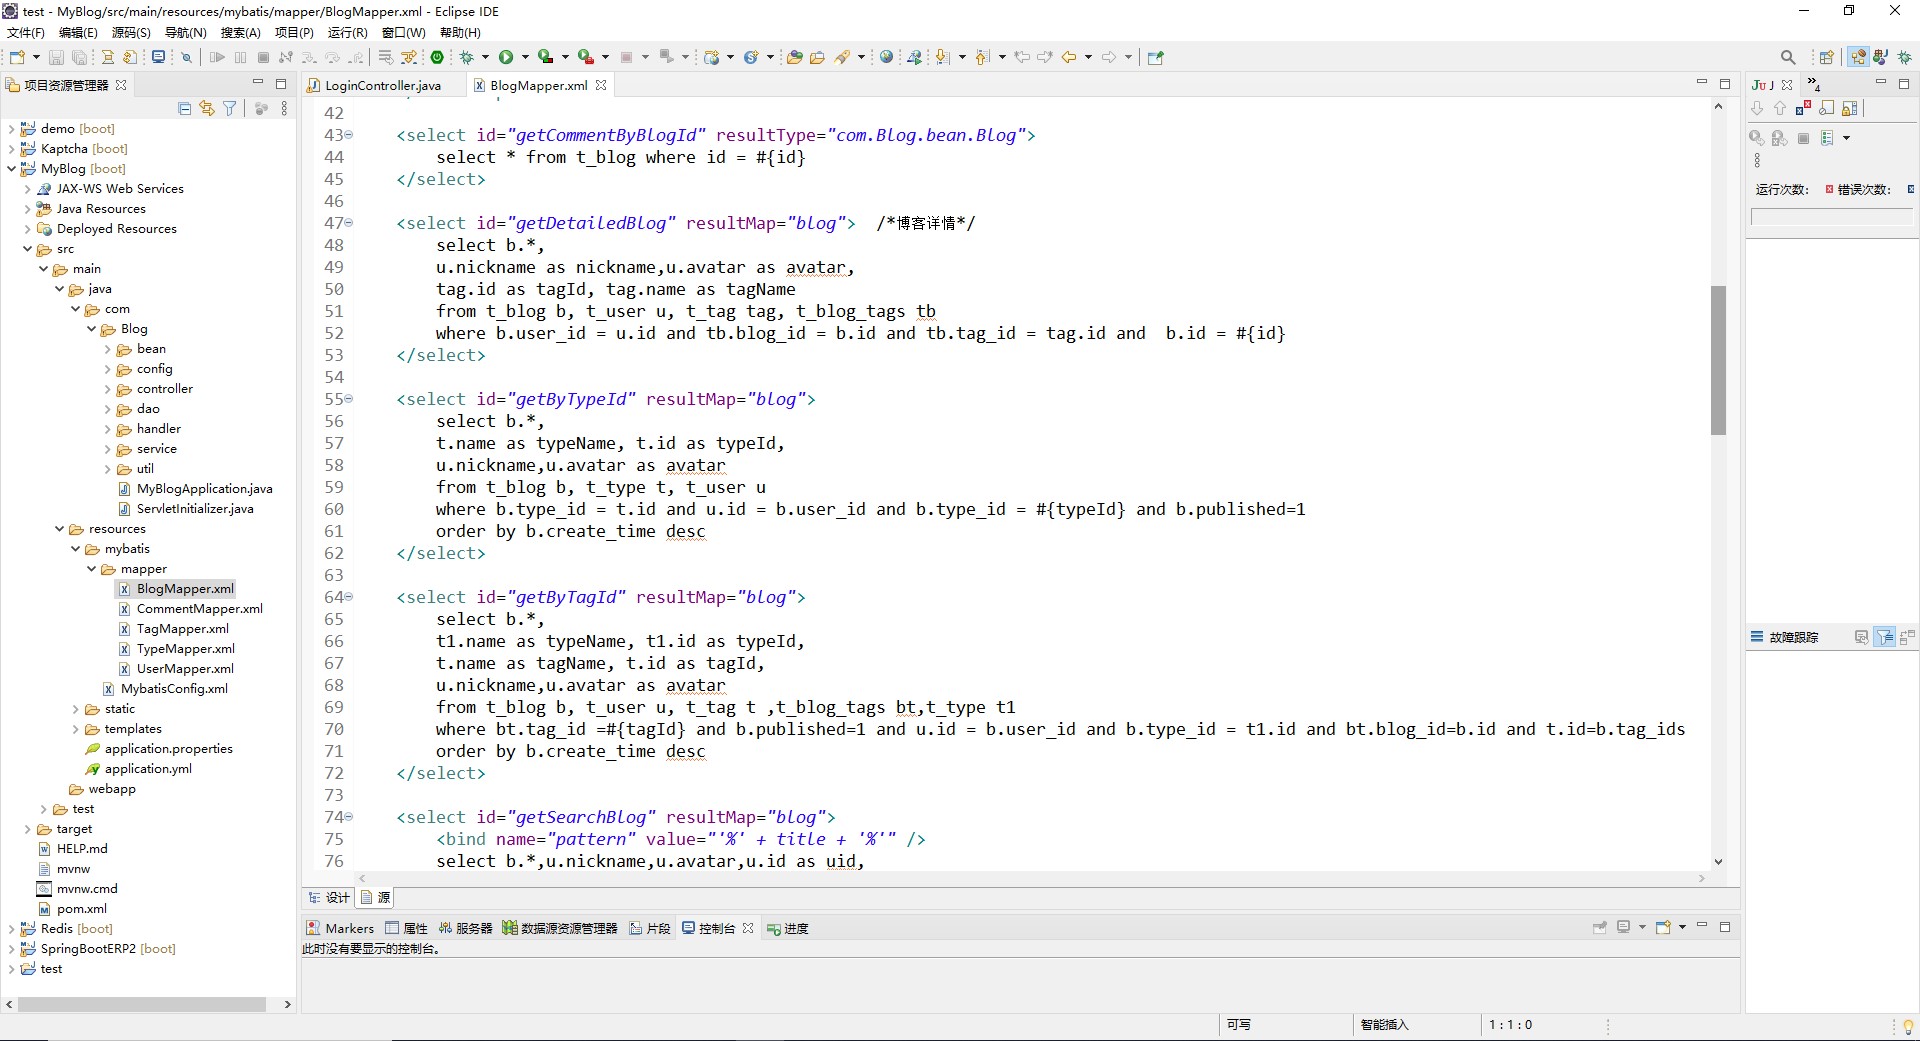 test - MyBlog/src/main/resources/mybatis/mapper/BlogMapper.xml - Eclipse IDE
文件(F) 编辑(E) 源码(S) 导航(N) 搜索(A) 项目(P) 运行(R) 窗口(W) 帮助(H)
项目资源管理器
demo [boot]
Kaptcha [boot]
MyBlog [boot]
JAX-WS Web Services
Java Resources
Deployed Resources
src
main
java
com
Blog
bean
config
controller
dao
handler
service
util
MyBlogApplication.java
ServletInitializer.java
resources
mybatis
mapper
BlogMapper.xml
CommentMapper.xml
TagMapper.xml
TypeMapper.xml
UserMapper.xml
MybatisConfig.xml
static
templates
application.properties
application.yml
webapp
test
target
HELP.md
mvnw
mvnw.cmd
pom.xml
Redis [boot]
SpringBootERP2 [boot]
test
LoginController.java BlogMapper.xml
42
43 <select id="getCommentByBlogId" resultType="com.Blog.bean.Blog">
44 select * from t_blog where id = #{id}
45 </select>
46
47 <select id="getDetailedBlog" resultMap="blog"> /*博客详情*/
48 select b.*,
49 u.nickname as nickname,u.avatar as avatar,
50 tag.id as tagId, tag.name as tagName
51 from t_blog b, t_user u, t_tag tag, t_blog_tags tb
52 where b.user_id = u.id and tb.blog_id = b.id and tb.tag_id = tag.id and  b.id = #{id}
53 </select>
54
55 <select id="getByTypeId" resultMap="blog">
56 select b.*,
57 t.name as typeName, t.id as typeId,
58 u.nickname,u.avatar as avatar
59 from t_blog b, t_type t, t_user u
60 where b.type_id = t.id and u.id = b.user_id and b.type_id = #{typeId} and b.published=1
61 order by b.create_time desc
62 </select>
63
64 <select id="getByTagId" resultMap="blog">
65 select b.*,
66 t1.name as typeName, t1.id as typeId,
67 t.name as tagName, t.id as tagId,
68 u.nickname,u.avatar as avatar
69 from t_blog b, t_user u, t_tag t ,t_blog_tags bt,t_type t1
70 where bt.tag_id =#{tagId} and b.published=1 and u.id = b.user_id and b.type_id = t1.id and bt.blog_id=b.id and t.id=b.tag_ids
71 order by b.create_time desc
72 </select>
73
74 <select id="getSearchBlog" resultMap="blog">
75 <bind name="pattern" value="'%' + title + '%'" />
76 select b.*,u.nickname,u.avatar,u.id as uid,
设计 源
Markers 属性 服务器 数据源资源管理器 片段 控制台 进度
此时没有要显示的控制台。
Ju J »4
运行次数: 错误次数:
故障跟踪
可写 智能插入 1 : 1 : 0